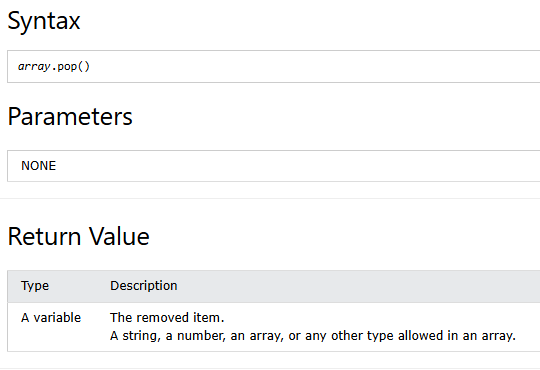 Syntax
array.pop()
Parameters
NONE
Return Value
Type Description
A variable The removed item.
A string, a number, an array, or any other type allowed in an array.